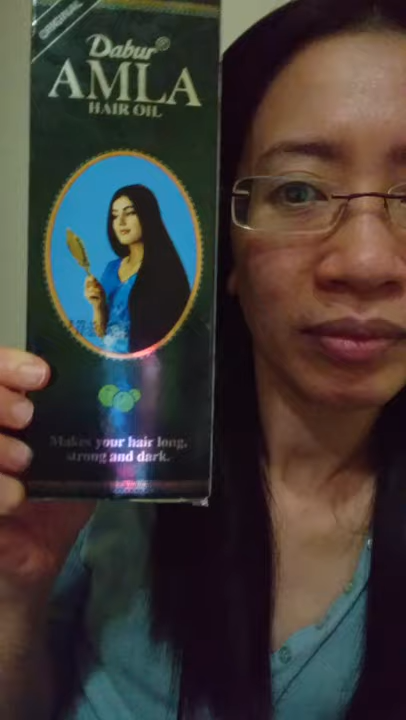 ORIGINAL
Dabur®
AMLA
HAIR OIL
Makes your hair long,
strong and dark.